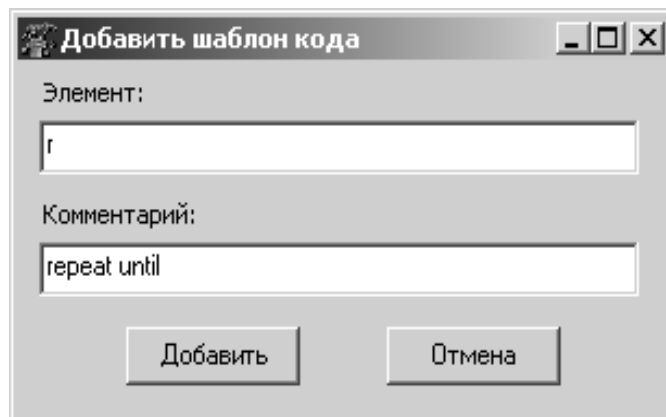 Добавить шаблон кода
Элемент:
r
Комментарий:
repeat until
Добавить Отмена